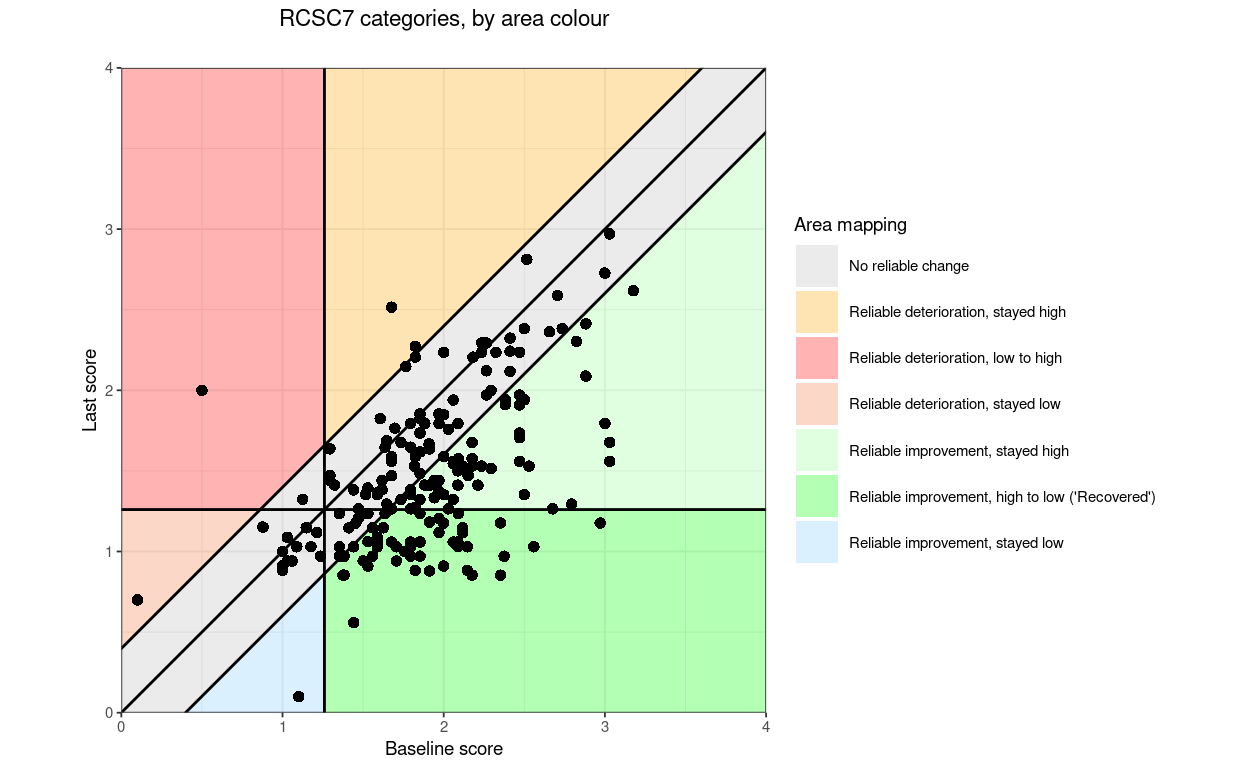 RCSC7 categories, by area colour
4
3
2
1
0
Last score
0 1 2 3 4
Baseline score
Area mapping
No reliable change
Reliable deterioration, stayed high
Reliable deterioration, low to high
Reliable deterioration, stayed low
Reliable improvement, stayed high
Reliable improvement, high to low ('Recovered')
Reliable improvement, stayed low